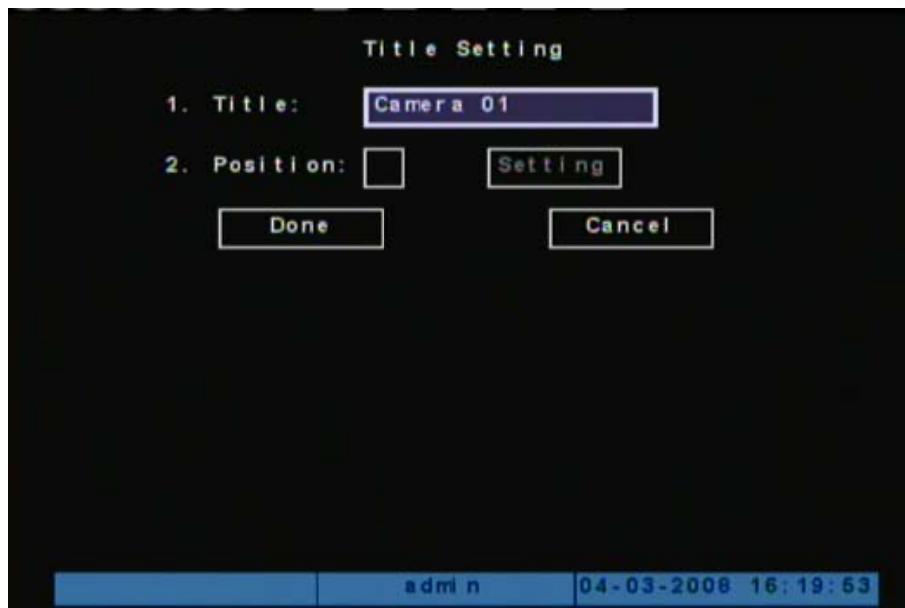 Title Setting
1. Title: Camera 01
2. Position: Setting
Done Cancel
admin 04-03-2008 16:19:53